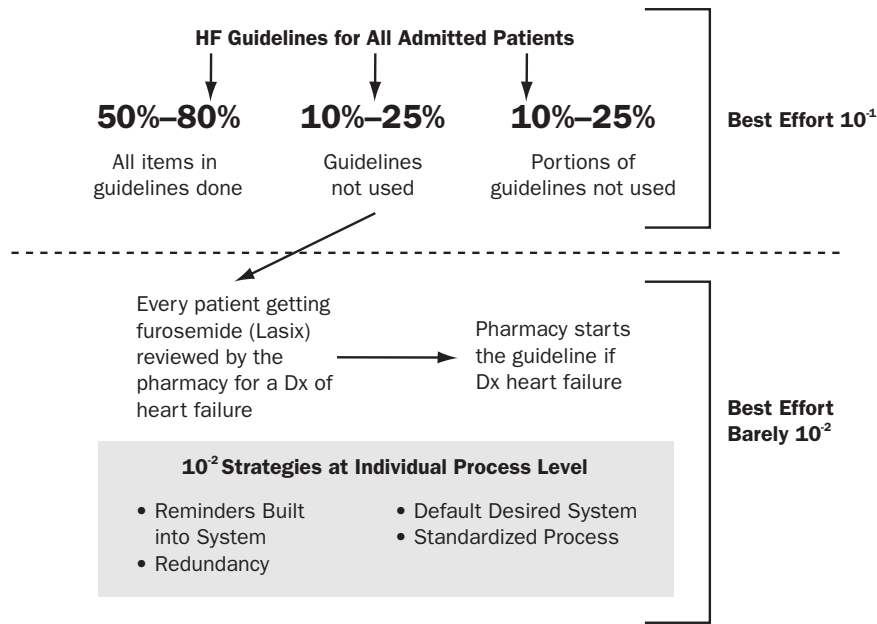 HF Guidelines for All Admitted Patients
50%–80%
All items in
guidelines done
10%–25%
Guidelines
not used
10%–25%
Portions of
guidelines not used
Best Effort 10⁻¹
Every patient getting
furosemide (Lasix)
reviewed by the
pharmacy for a Dx of
heart failure
Pharmacy starts
the guideline if
Dx heart failure
Best Effort
Barely 10⁻²
10⁻² Strategies at Individual Process Level
• Reminders Built
into System
• Redundancy
• Default Desired System
• Standardized Process